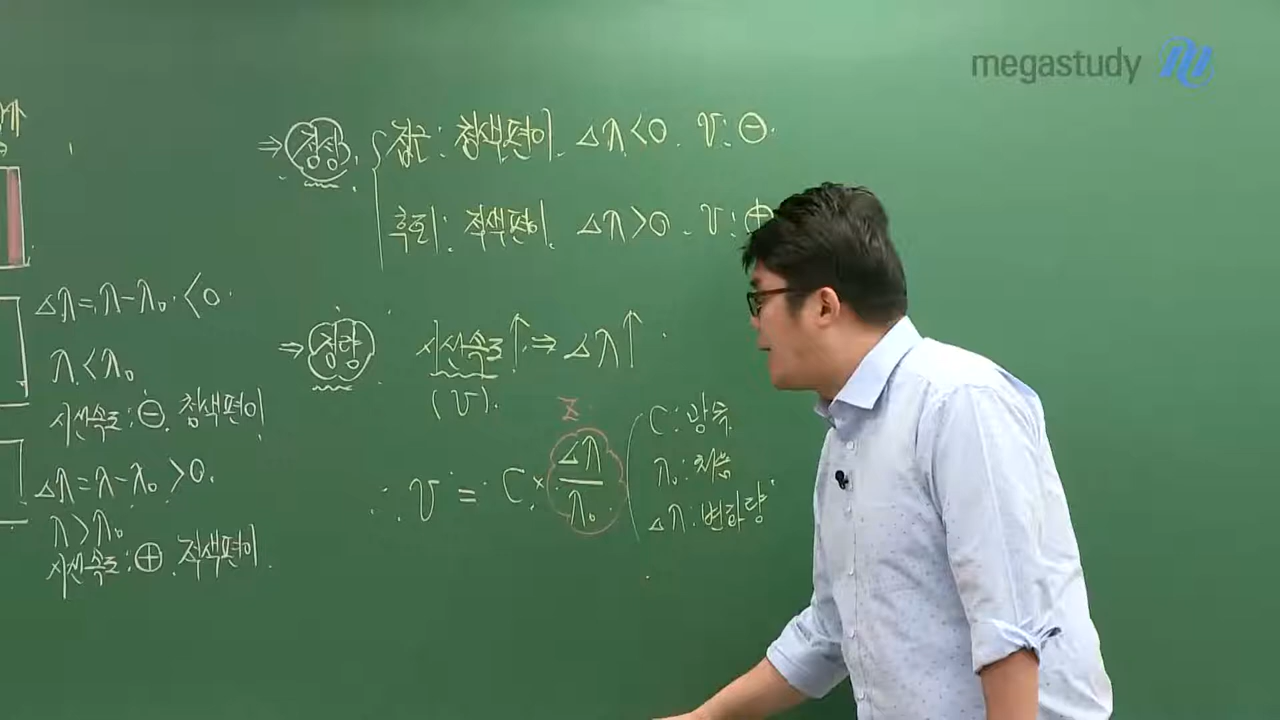 megastudy
⇒ 정성 접근: 청색편이. Δλ<0. V: ⊖.
후퇴: 적색편이. Δλ>0. V: ⊕
Δλ=λ-λ₀.<0.
λ<λ₀
시선속도: ⊖. 청색편이
Δλ=λ-λ₀>0.
λ>λ₀
시선속도: ⊕. 적색편이.
⇒ 정량 시선속도↑ ⇒ Δλ↑
(V).
Z
∴ V = C × Δλ/λ₀
C: 광속
λ₀: 처음
Δλ: 변화량